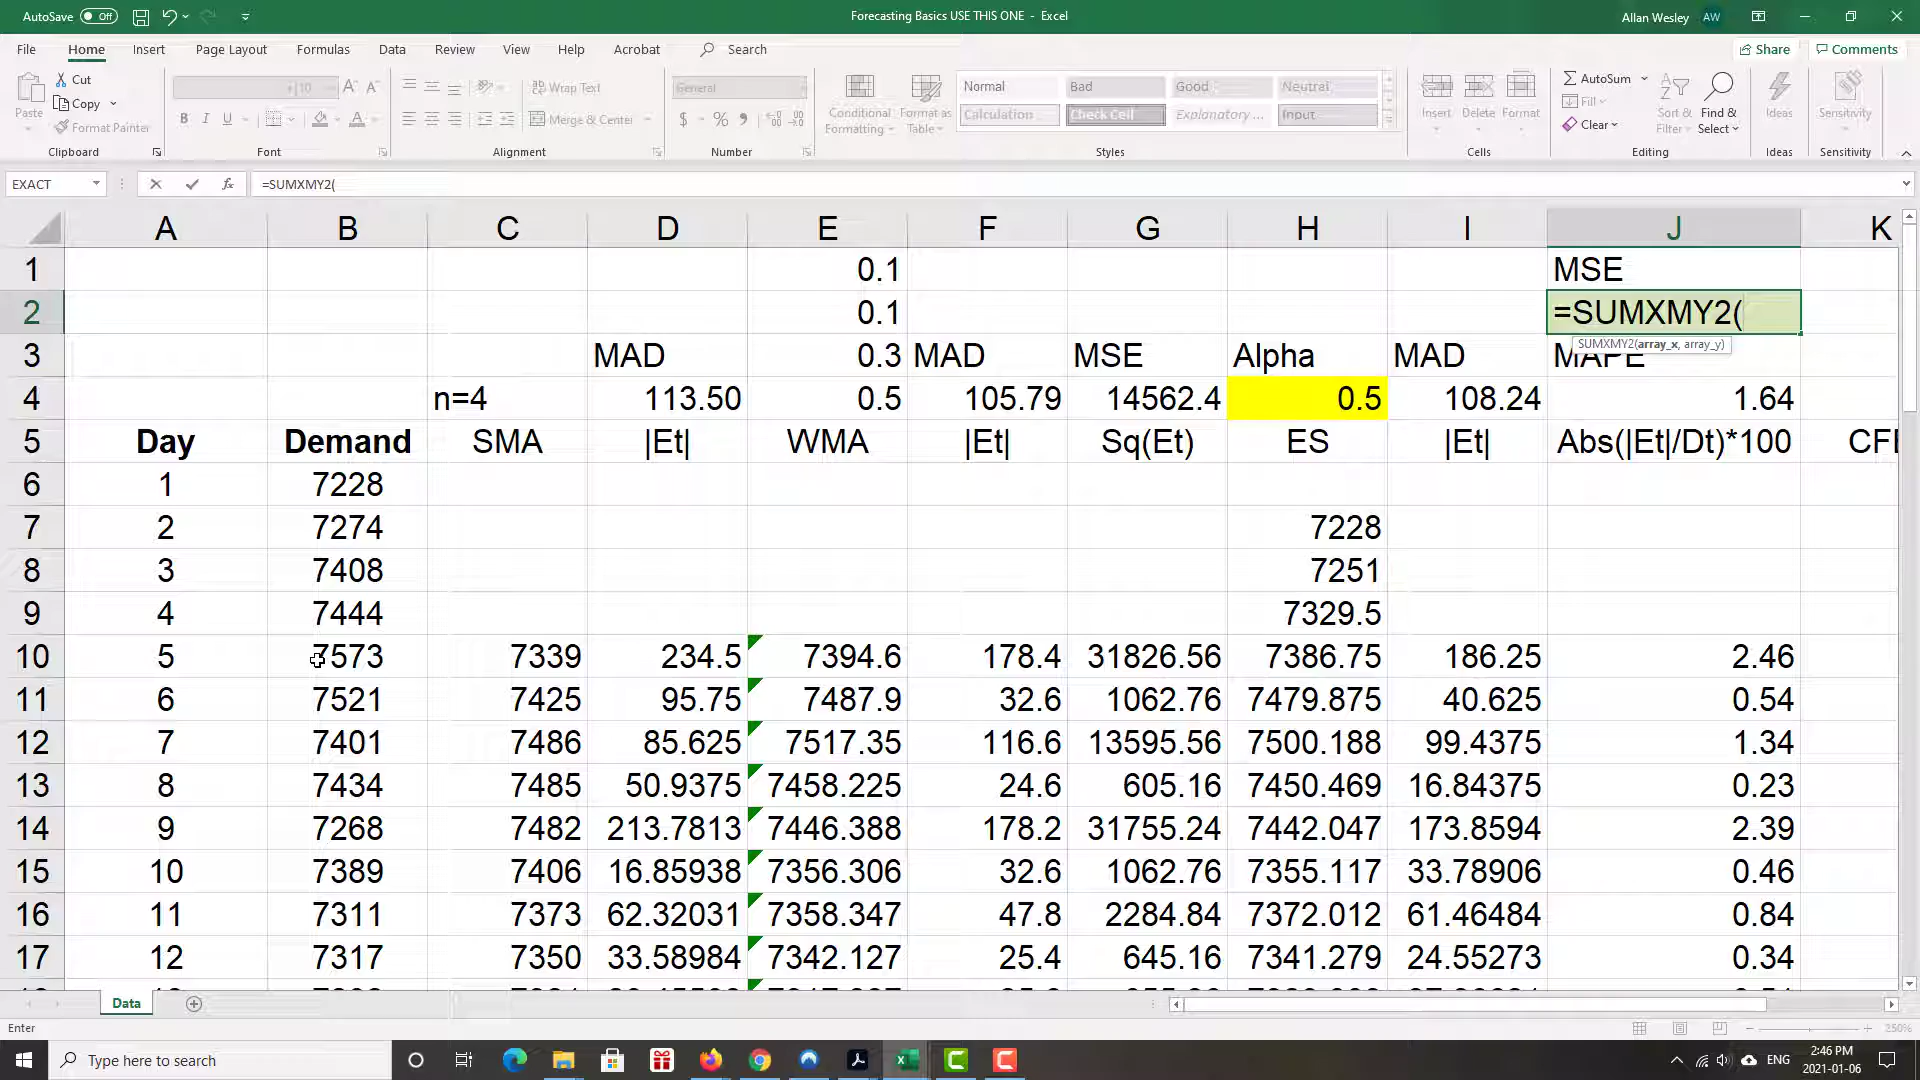 AutoSave Off
Forecasting Basics USE THIS ONE - Excel
Allan Wesley AW
File Home Insert Page Layout Formulas Data Review View Help Acrobat Search Share Comments
Paste
Cut
Copy
Format Painter
Clipboard
10 A A
B I U A
Font
Wrap Text
Merge & Center
Alignment
General
$ % 9
Number
Conditional Formatting
Format as Table
Normal Bad Good Neutral
Calculation Check Cell Explanatory ... Input
Styles
Insert Delete Format
Cells
AutoSum
Fill
Clear
Sort & Filter
Find & Select
Editing
Ideas
Ideas
Sensitivity
Sensitivity
EXACT fx =SUMXMY2(
A B C D E F G H I J K
1 0.1 MSE
2 0.1 =SUMXMY2(
SUMXMY2(array_x, array_y)
3 MAD 0.3 MAD MSE Alpha MAD MAPE
4 n=4 113.50 0.5 105.79 14562.4 0.5 108.24 1.64
5 Day Demand SMA |Et| WMA |Et| Sq(Et) ES |Et| Abs(|Et|/Dt)*100
6 1 7228
7 2 7274 7228
8 3 7408 7251
9 4 7444 7329.5
10 5 7573 7339 234.5 7394.6 178.4 31826.56 7386.75 186.25 2.46
11 6 7521 7425 95.75 7487.9 32.6 1062.76 7479.875 40.625 0.54
12 7 7401 7486 85.625 7517.35 116.6 13595.56 7500.188 99.4375 1.34
13 8 7434 7485 50.9375 7458.225 24.6 605.16 7450.469 16.84375 0.23
14 9 7268 7482 213.7813 7446.388 178.2 31755.24 7442.047 173.8594 2.39
15 10 7389 7406 16.85938 7356.306 32.6 1062.76 7355.117 33.78906 0.46
16 11 7311 7373 62.32031 7358.347 47.8 2284.84 7372.012 61.46484 0.84
17 12 7317 7350 33.58984 7342.127 25.4 645.16 7341.279 24.55273 0.34
Data
Enter
250%
Type here to search
ENG
2:46 PM
2021-01-06